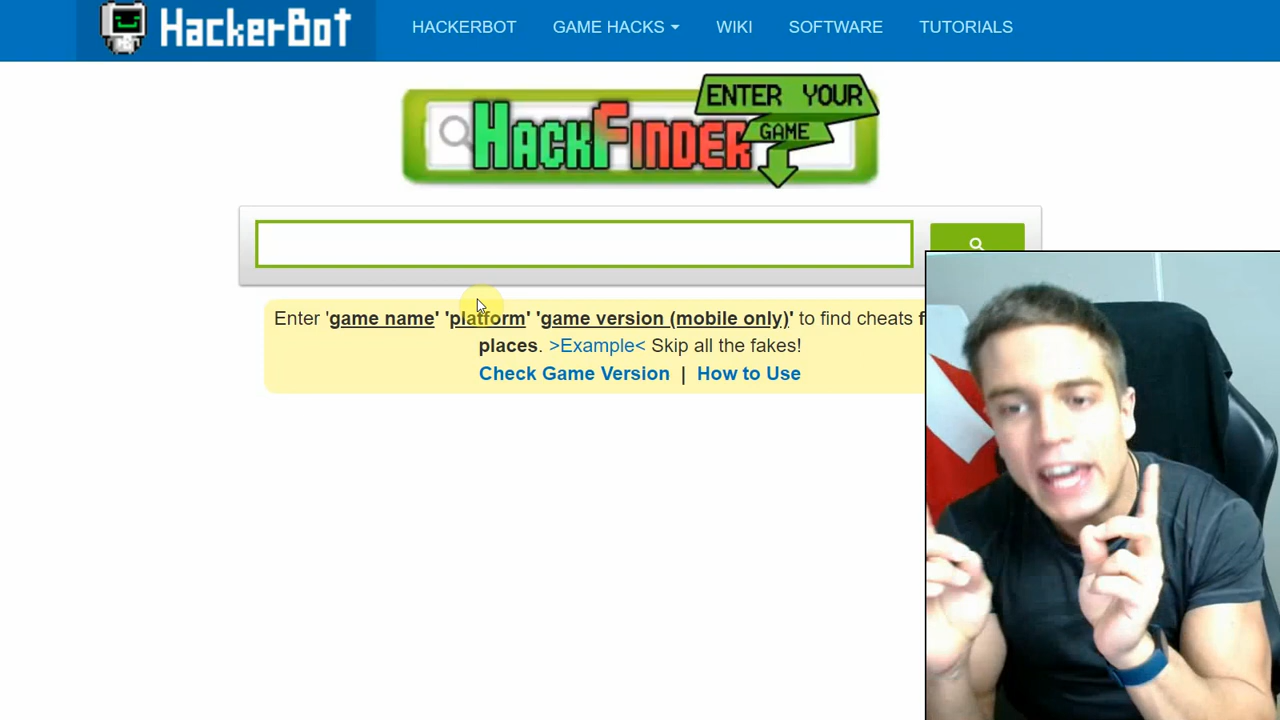 HackerBot
HACKERBOT GAME HACKS WIKI SOFTWARE TUTORIALS
HACKFINDER
ENTER YOUR
GAME
Enter 'game name' 'platform' 'game version (mobile only)' to find cheats
places. >Example< Skip all the fakes!
Check Game Version | How to Use